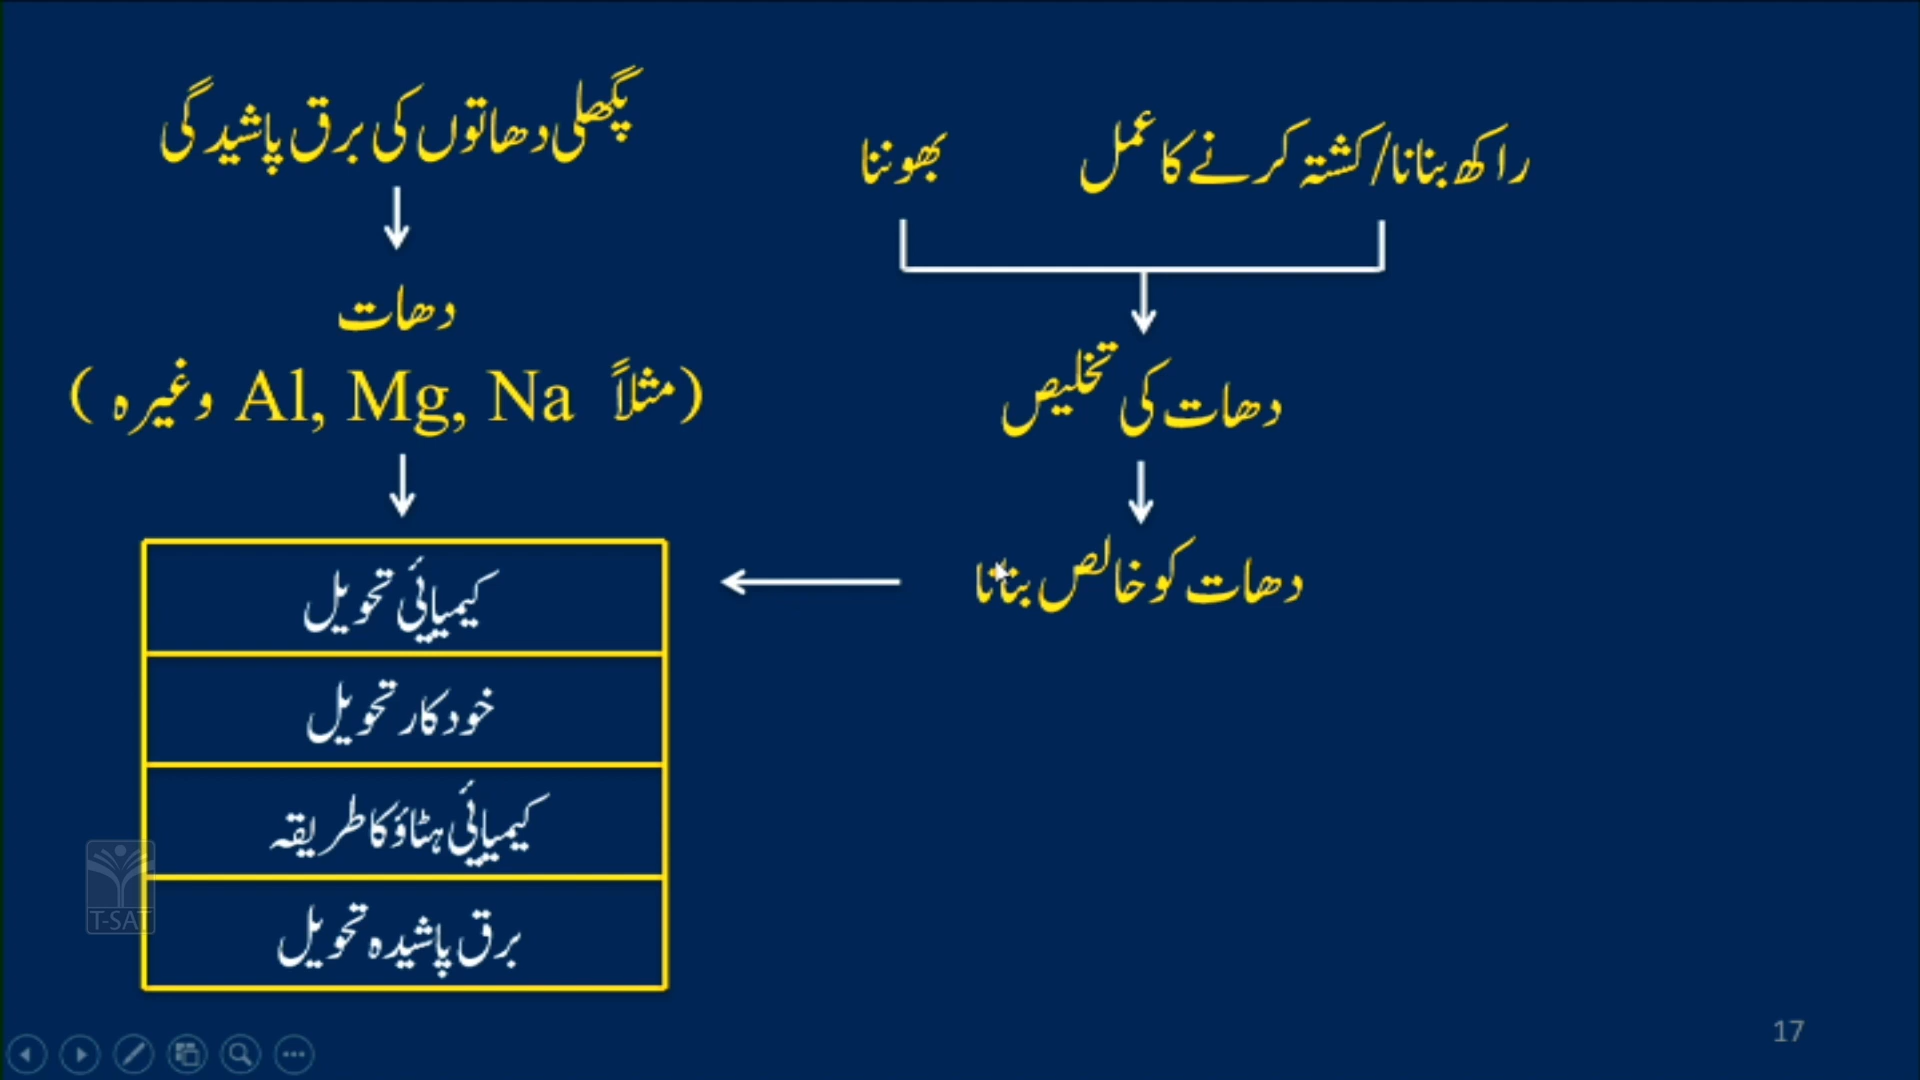 راکھ بنانا/کشتہ کرنے کا عمل
بھوننا
دھات کی تخلیص
دھات کو خالص بنانا
پگھلی دھاتوں کی برق پاشیدگی
دھات
(مثلاً Al, Mg, Na وغیرہ )
کیمیائی تحویل
خودکار تحویل
کیمیائی ہٹاؤ کا طریقہ
برق پاشیدہ تحویل
T-SAT
17